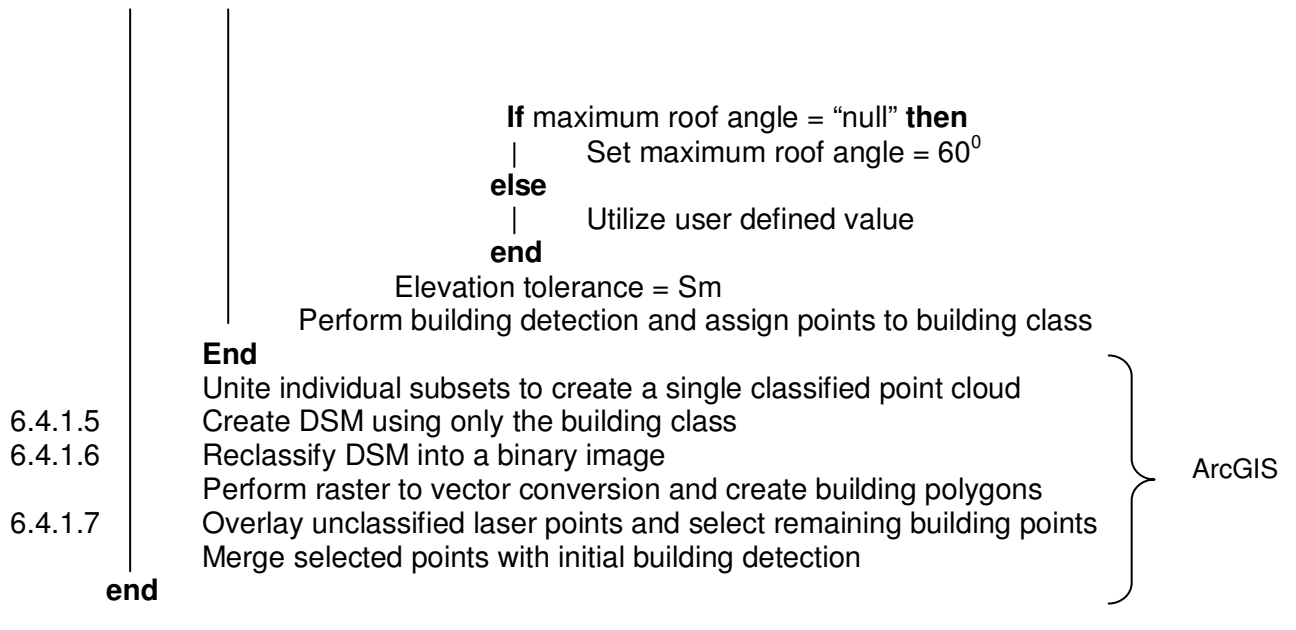 If maximum roof angle = “null” then
| Set maximum roof angle = 60⁰
else
| Utilize user defined value
end
Elevation tolerance = Sm
Perform building detection and assign points to building class
End
Unite individual subsets to create a single classified point cloud
6.4.1.5 Create DSM using only the building class
6.4.1.6 Reclassify DSM into a binary image
ArcGIS
Perform raster to vector conversion and create building polygons
6.4.1.7 Overlay unclassified laser points and select remaining building points
Merge selected points with initial building detection
end